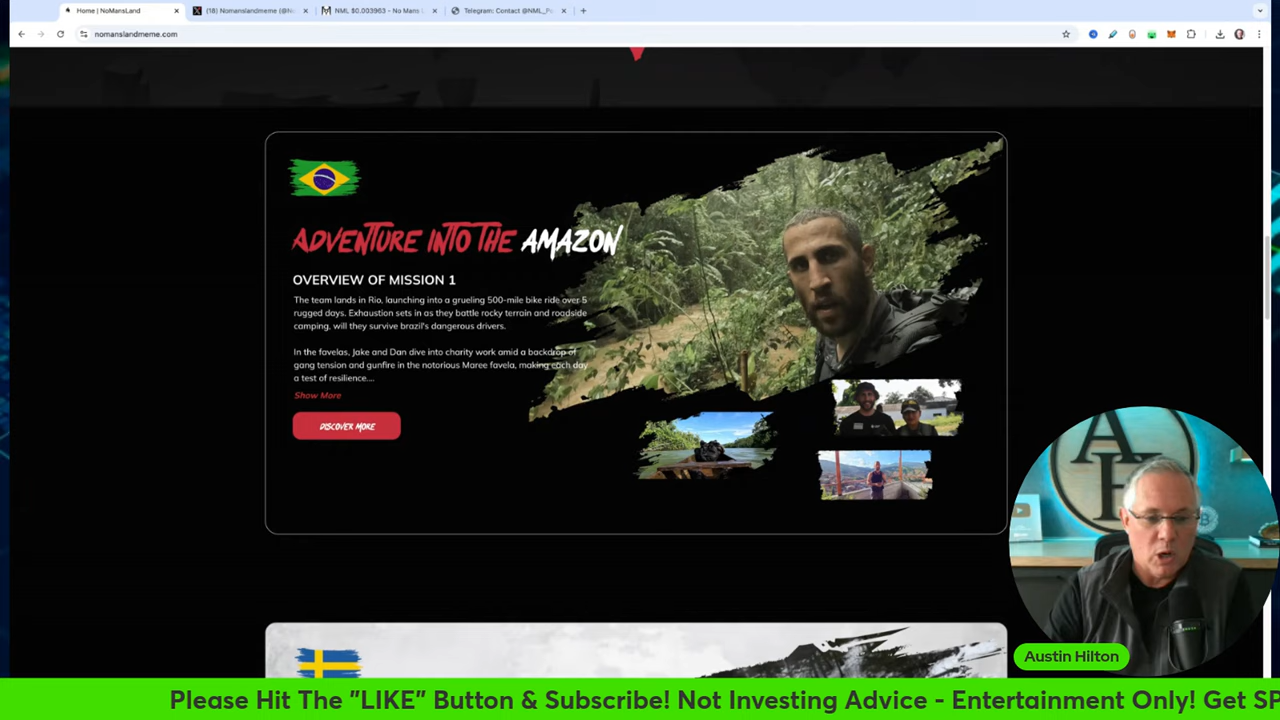 Home | NoMansLand
(18) Nomanslandmeme (@No
NML $0.003963 - No Mans L
Telegram: Contact @NML_Pa
nomanslandmeme.com
ADVENTURE INTO THE AMAZON
OVERVIEW OF MISSION 1
The team lands in Rio, launching into a grueling 500-mile bike ride over 5
rugged days. Exhaustion sets in as they battle rocky terrain and roadside
camping, will they survive brazil's dangerous drivers.
In the favelas, Jake and Dan dive into charity work amid a backdrop of
gang tension and gunfire in the notorious Maree favela, making each day
a test of resilience....
Show More
DISCOVER MORE
Austin Hilton
Please Hit The "LIKE" Button & Subscribe! Not Investing Advice - Entertainment Only! Get SP